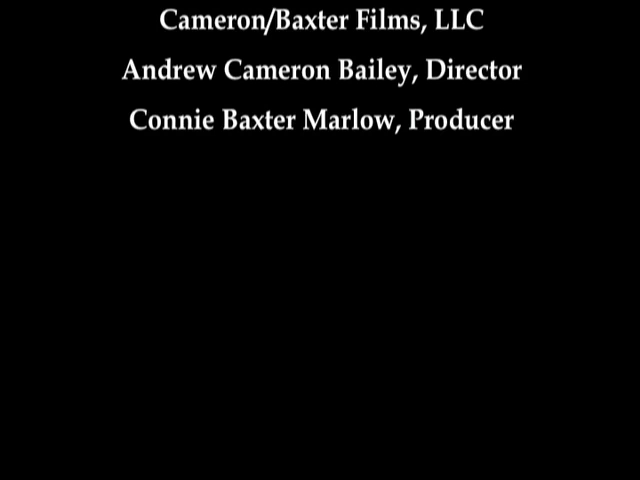 Cameron/Baxter Films, LLC
Andrew Cameron Bailey, Director
Connie Baxter Marlow, Producer